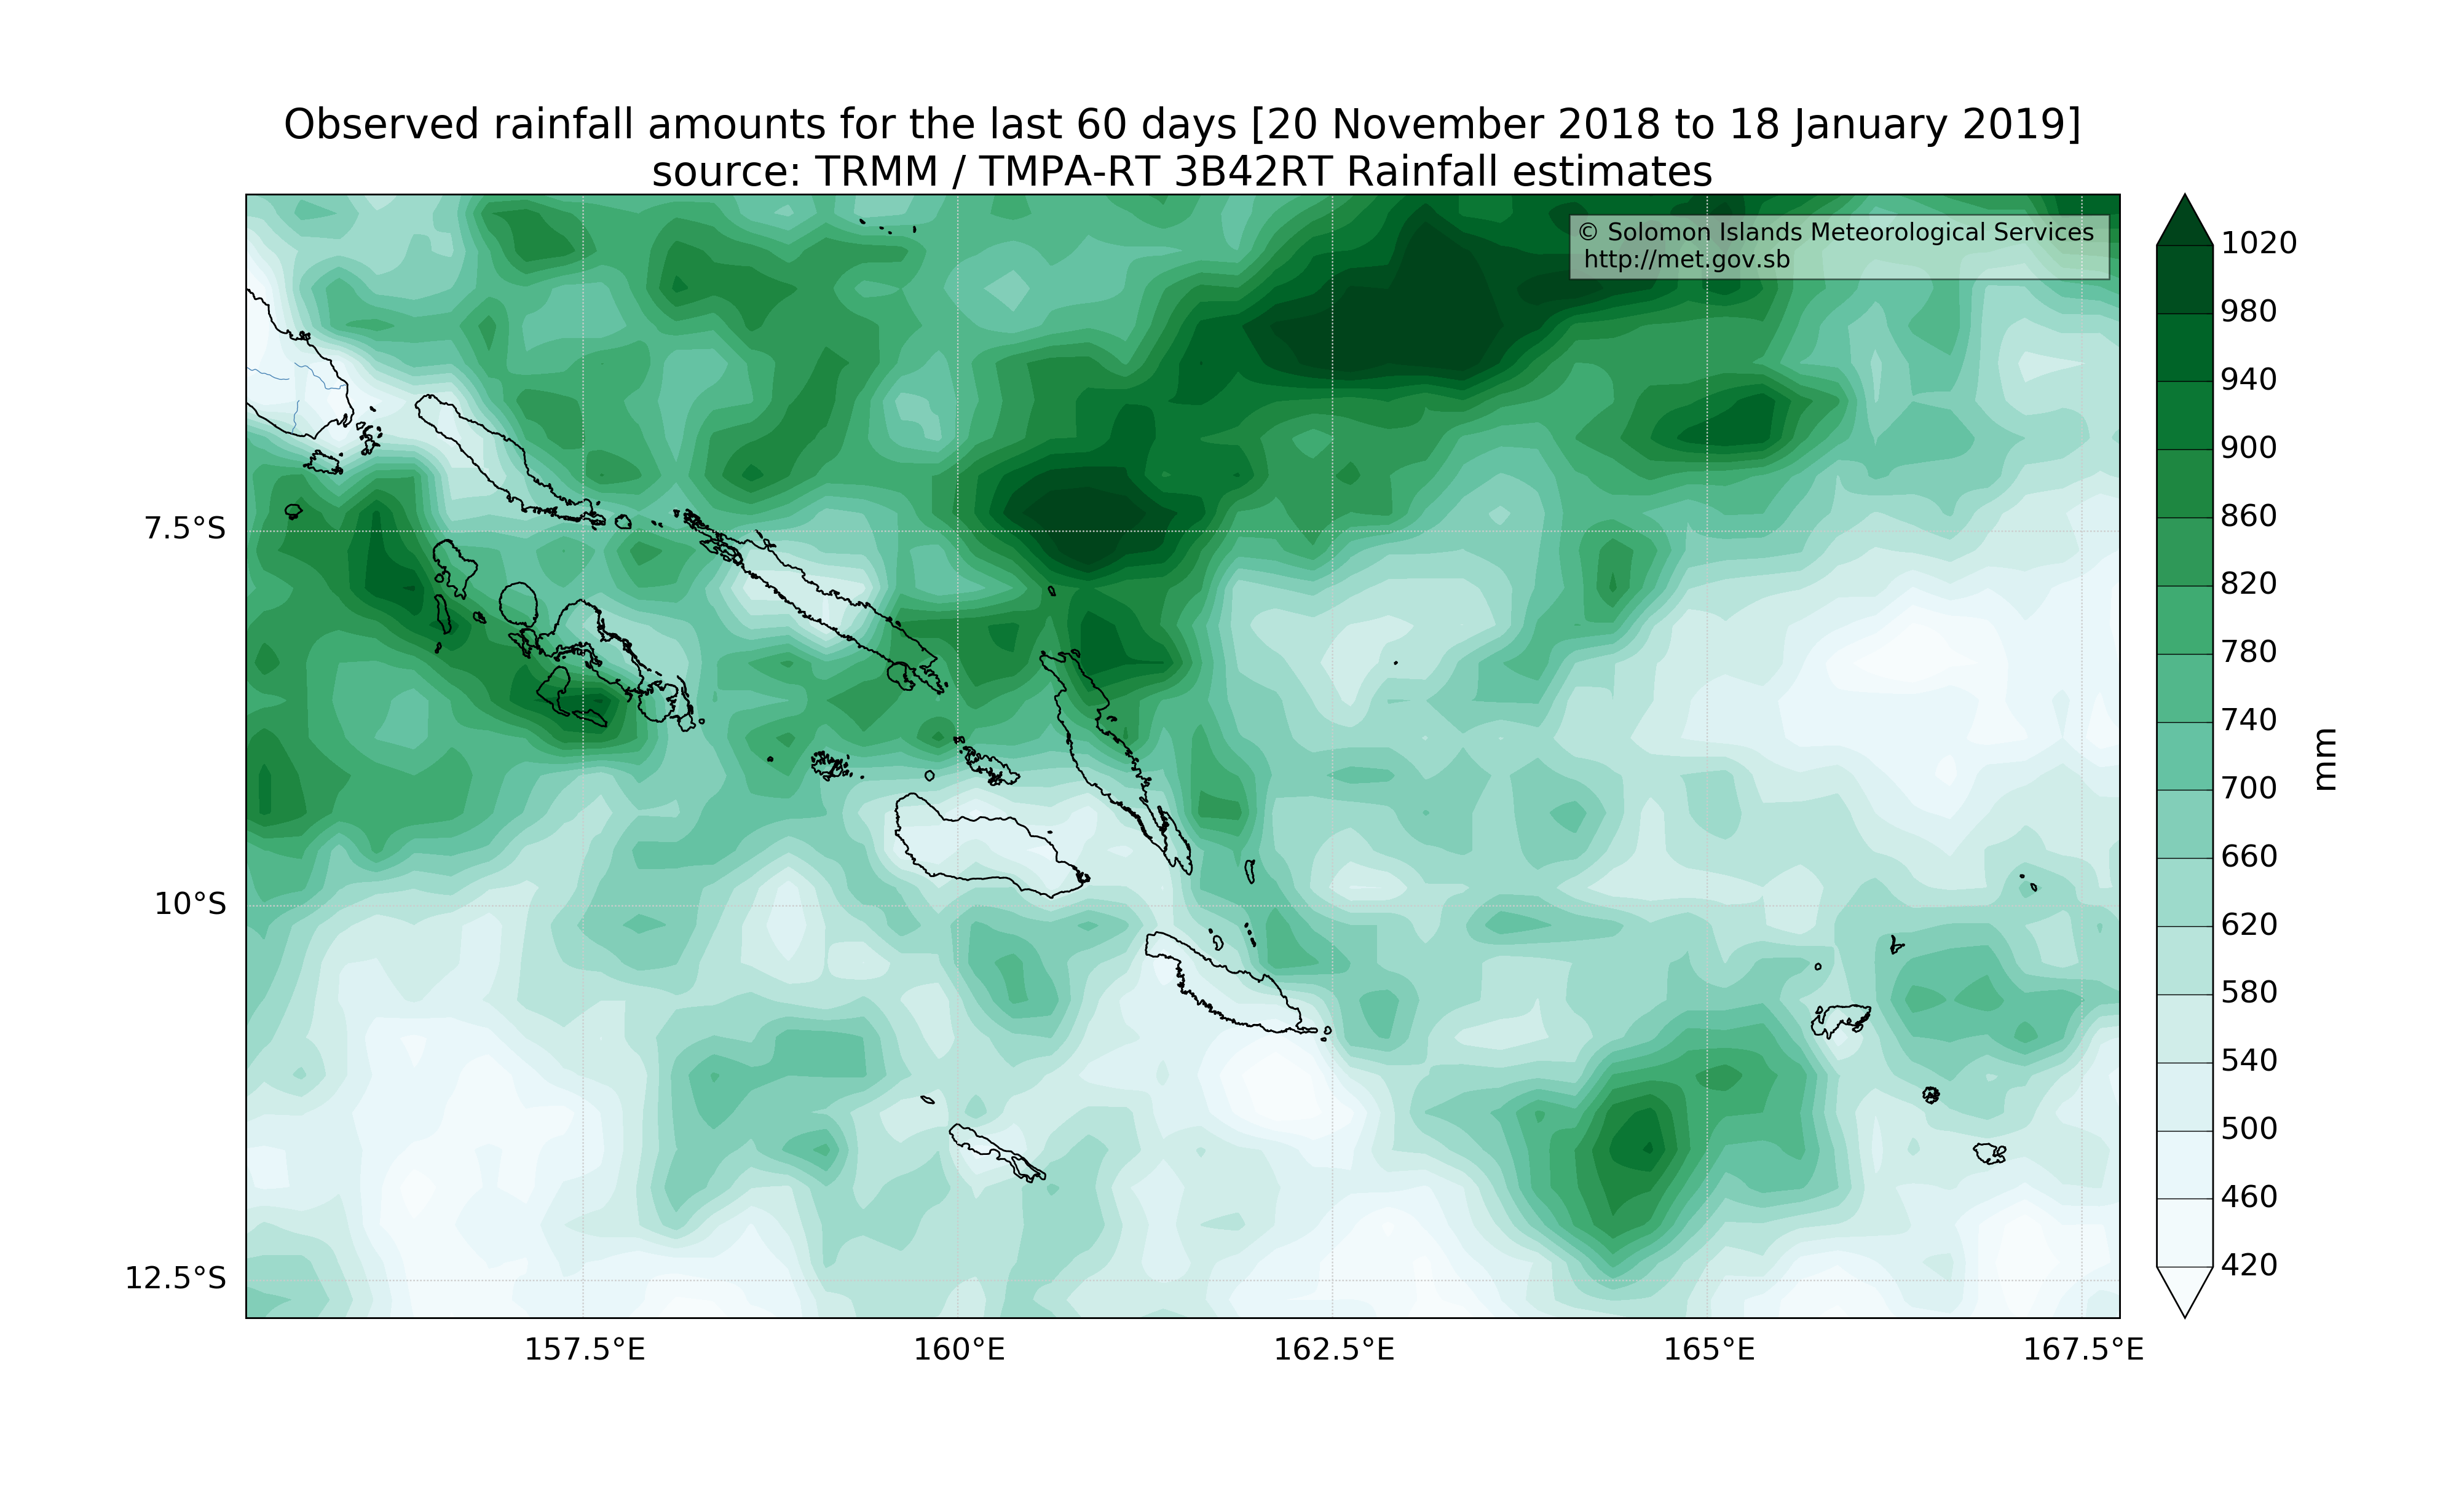 Observed rainfall amounts for the last 60 days [20 November 2018 to 18 January 2019]
source: TRMM / TMPA-RT 3B42RT Rainfall estimates
© Solomon Islands Meteorological Services
http://met.gov.sb
7.5°S
10°S
12.5°S
157.5°E
160°E
162.5°E
165°E
167.5°E
1020
980
940
900
860
820
780
740
700
660
620
580
540
500
460
420
mm